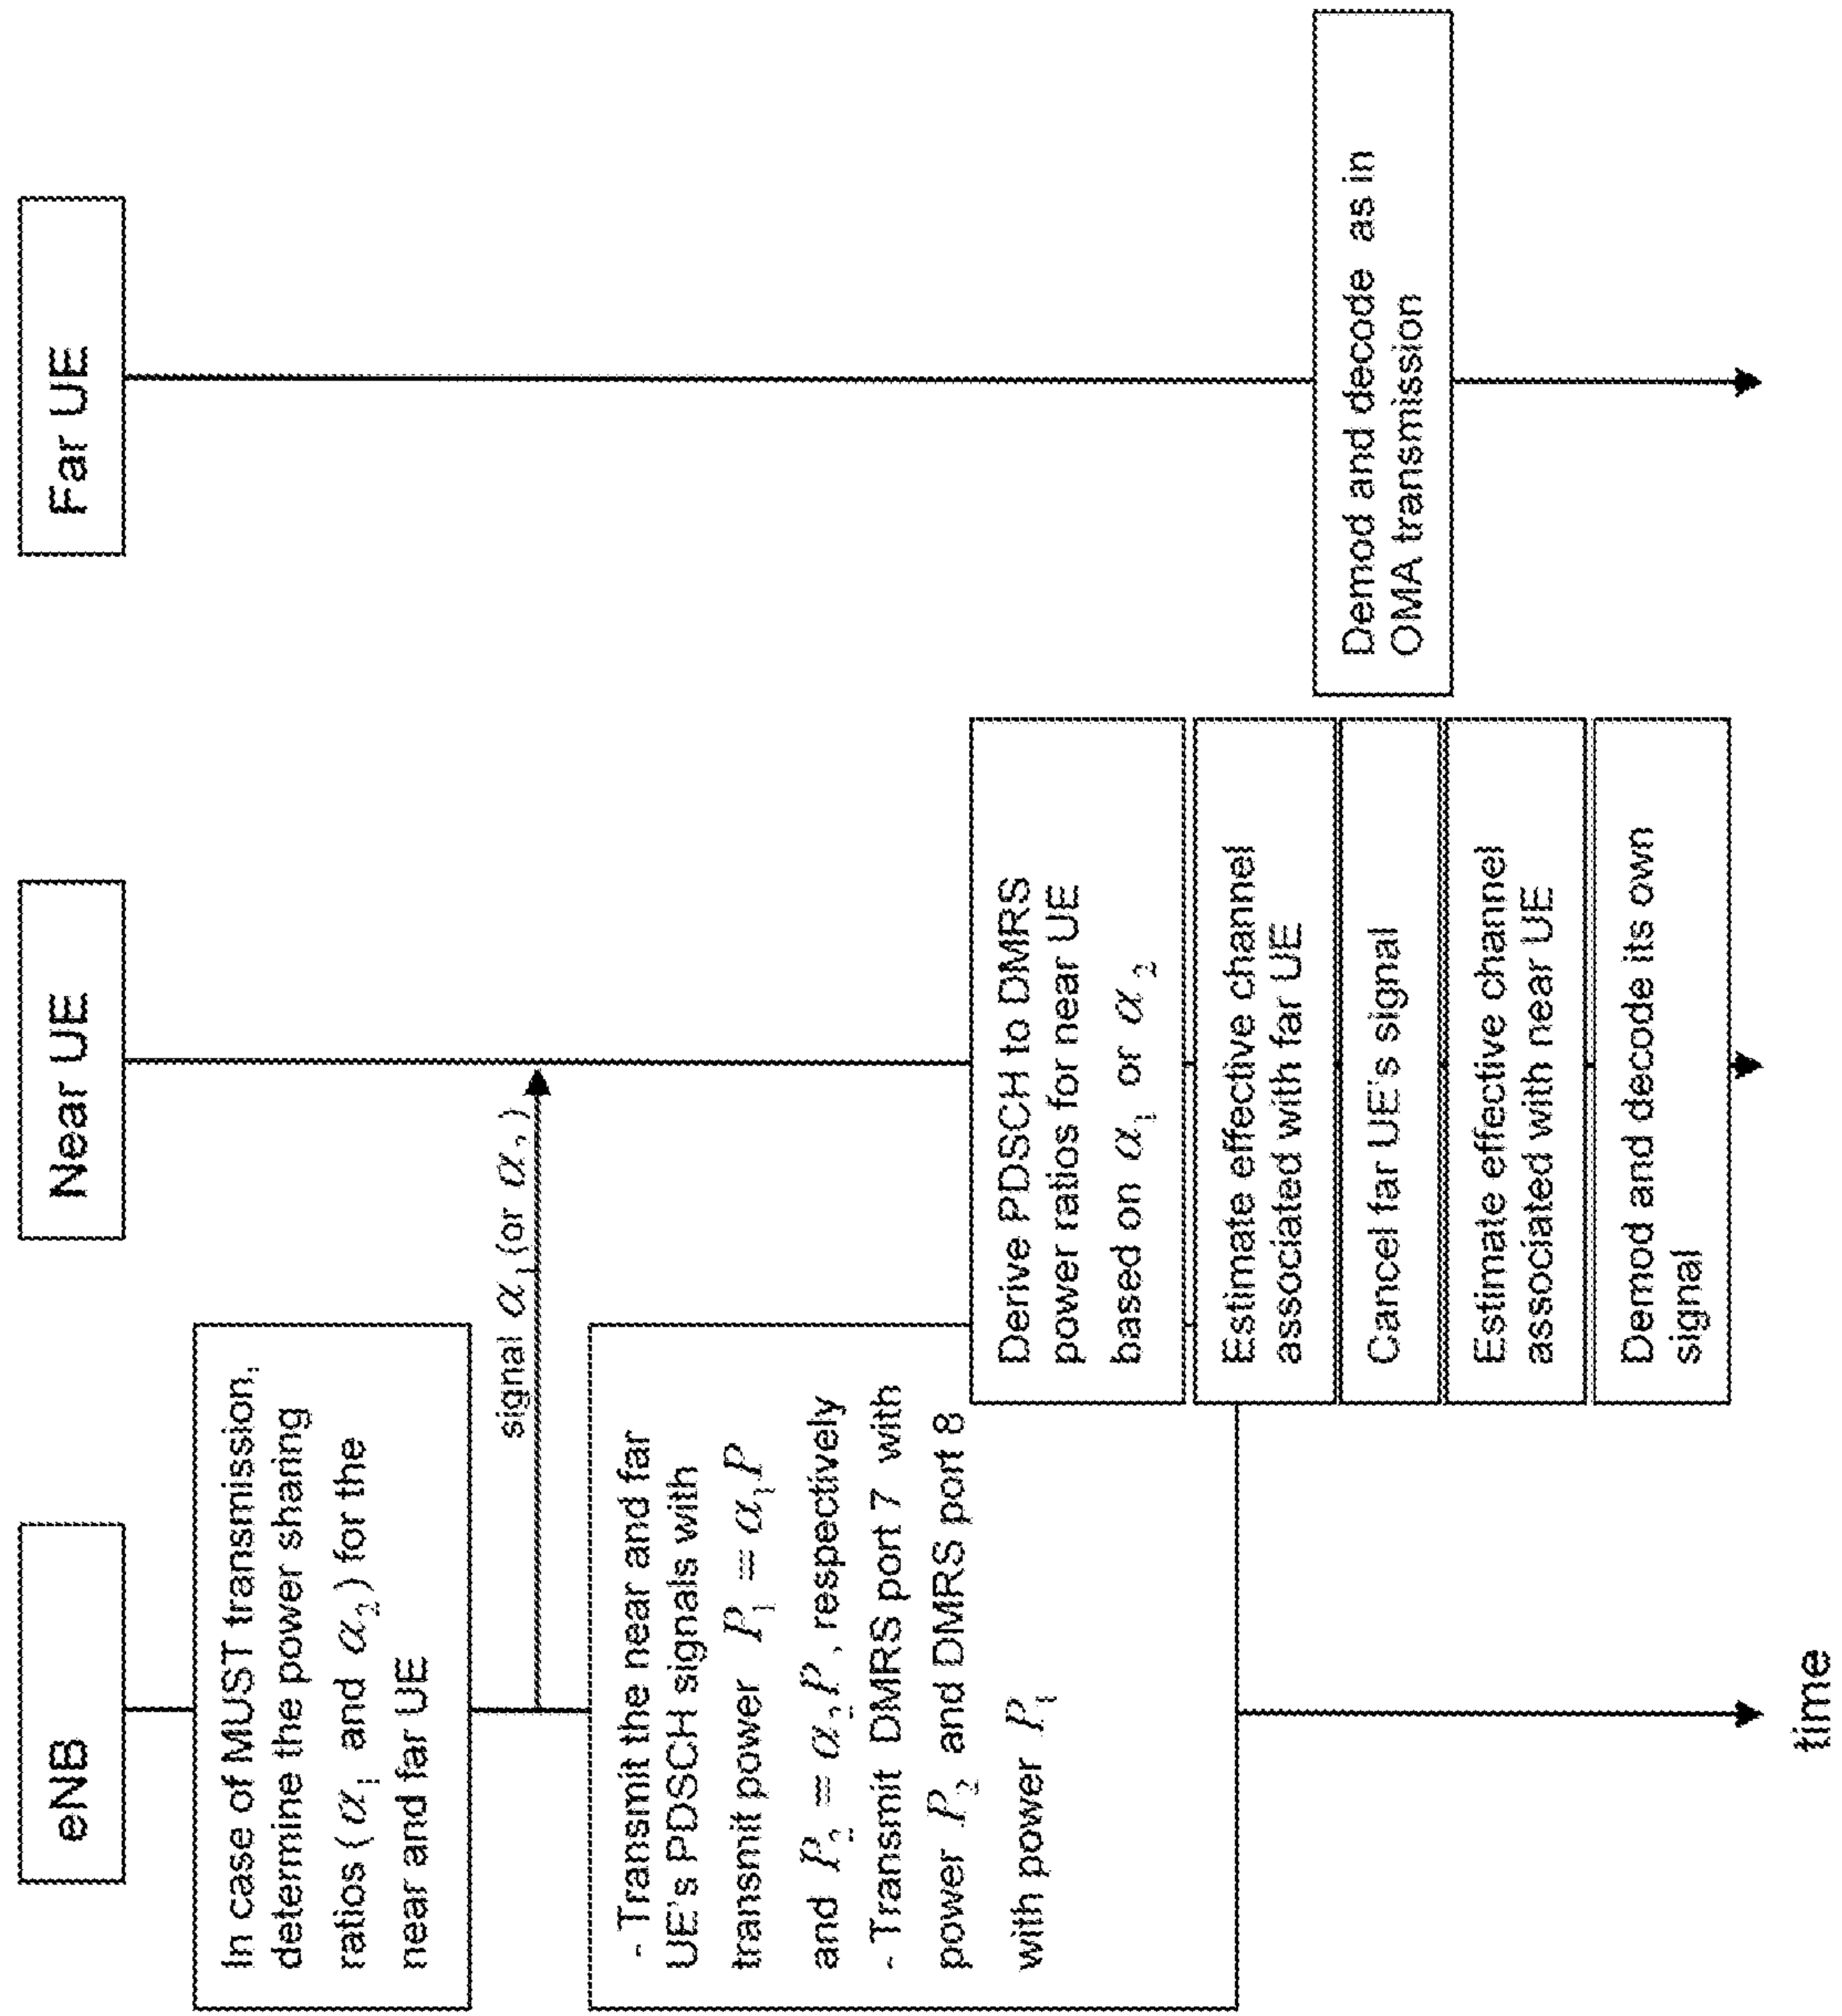 eNB
Near UE
Far UE
In case of MUST transmission,
determine the power sharing
ratios (α₁ and α₂) for the
near and far UE
signal α₁ (or α₂)
- Transmit the near and far
UE's PDSCH signals with
transmit power P₁ = α₁P
and P₂ = α₂P, respectively
- Transmit DMRS port 7 with
power P₂ and DMRS port 8
with power P₁
Derive PDSCH to DMRS
power ratios for near UE
based on α₁ or α₂
Estimate effective channel
associated with far UE
Cancel far UE's signal
Estimate effective channel
associated with near UE
Demod and decode its own
signal
Demod and decode as in
OMA transmission
time